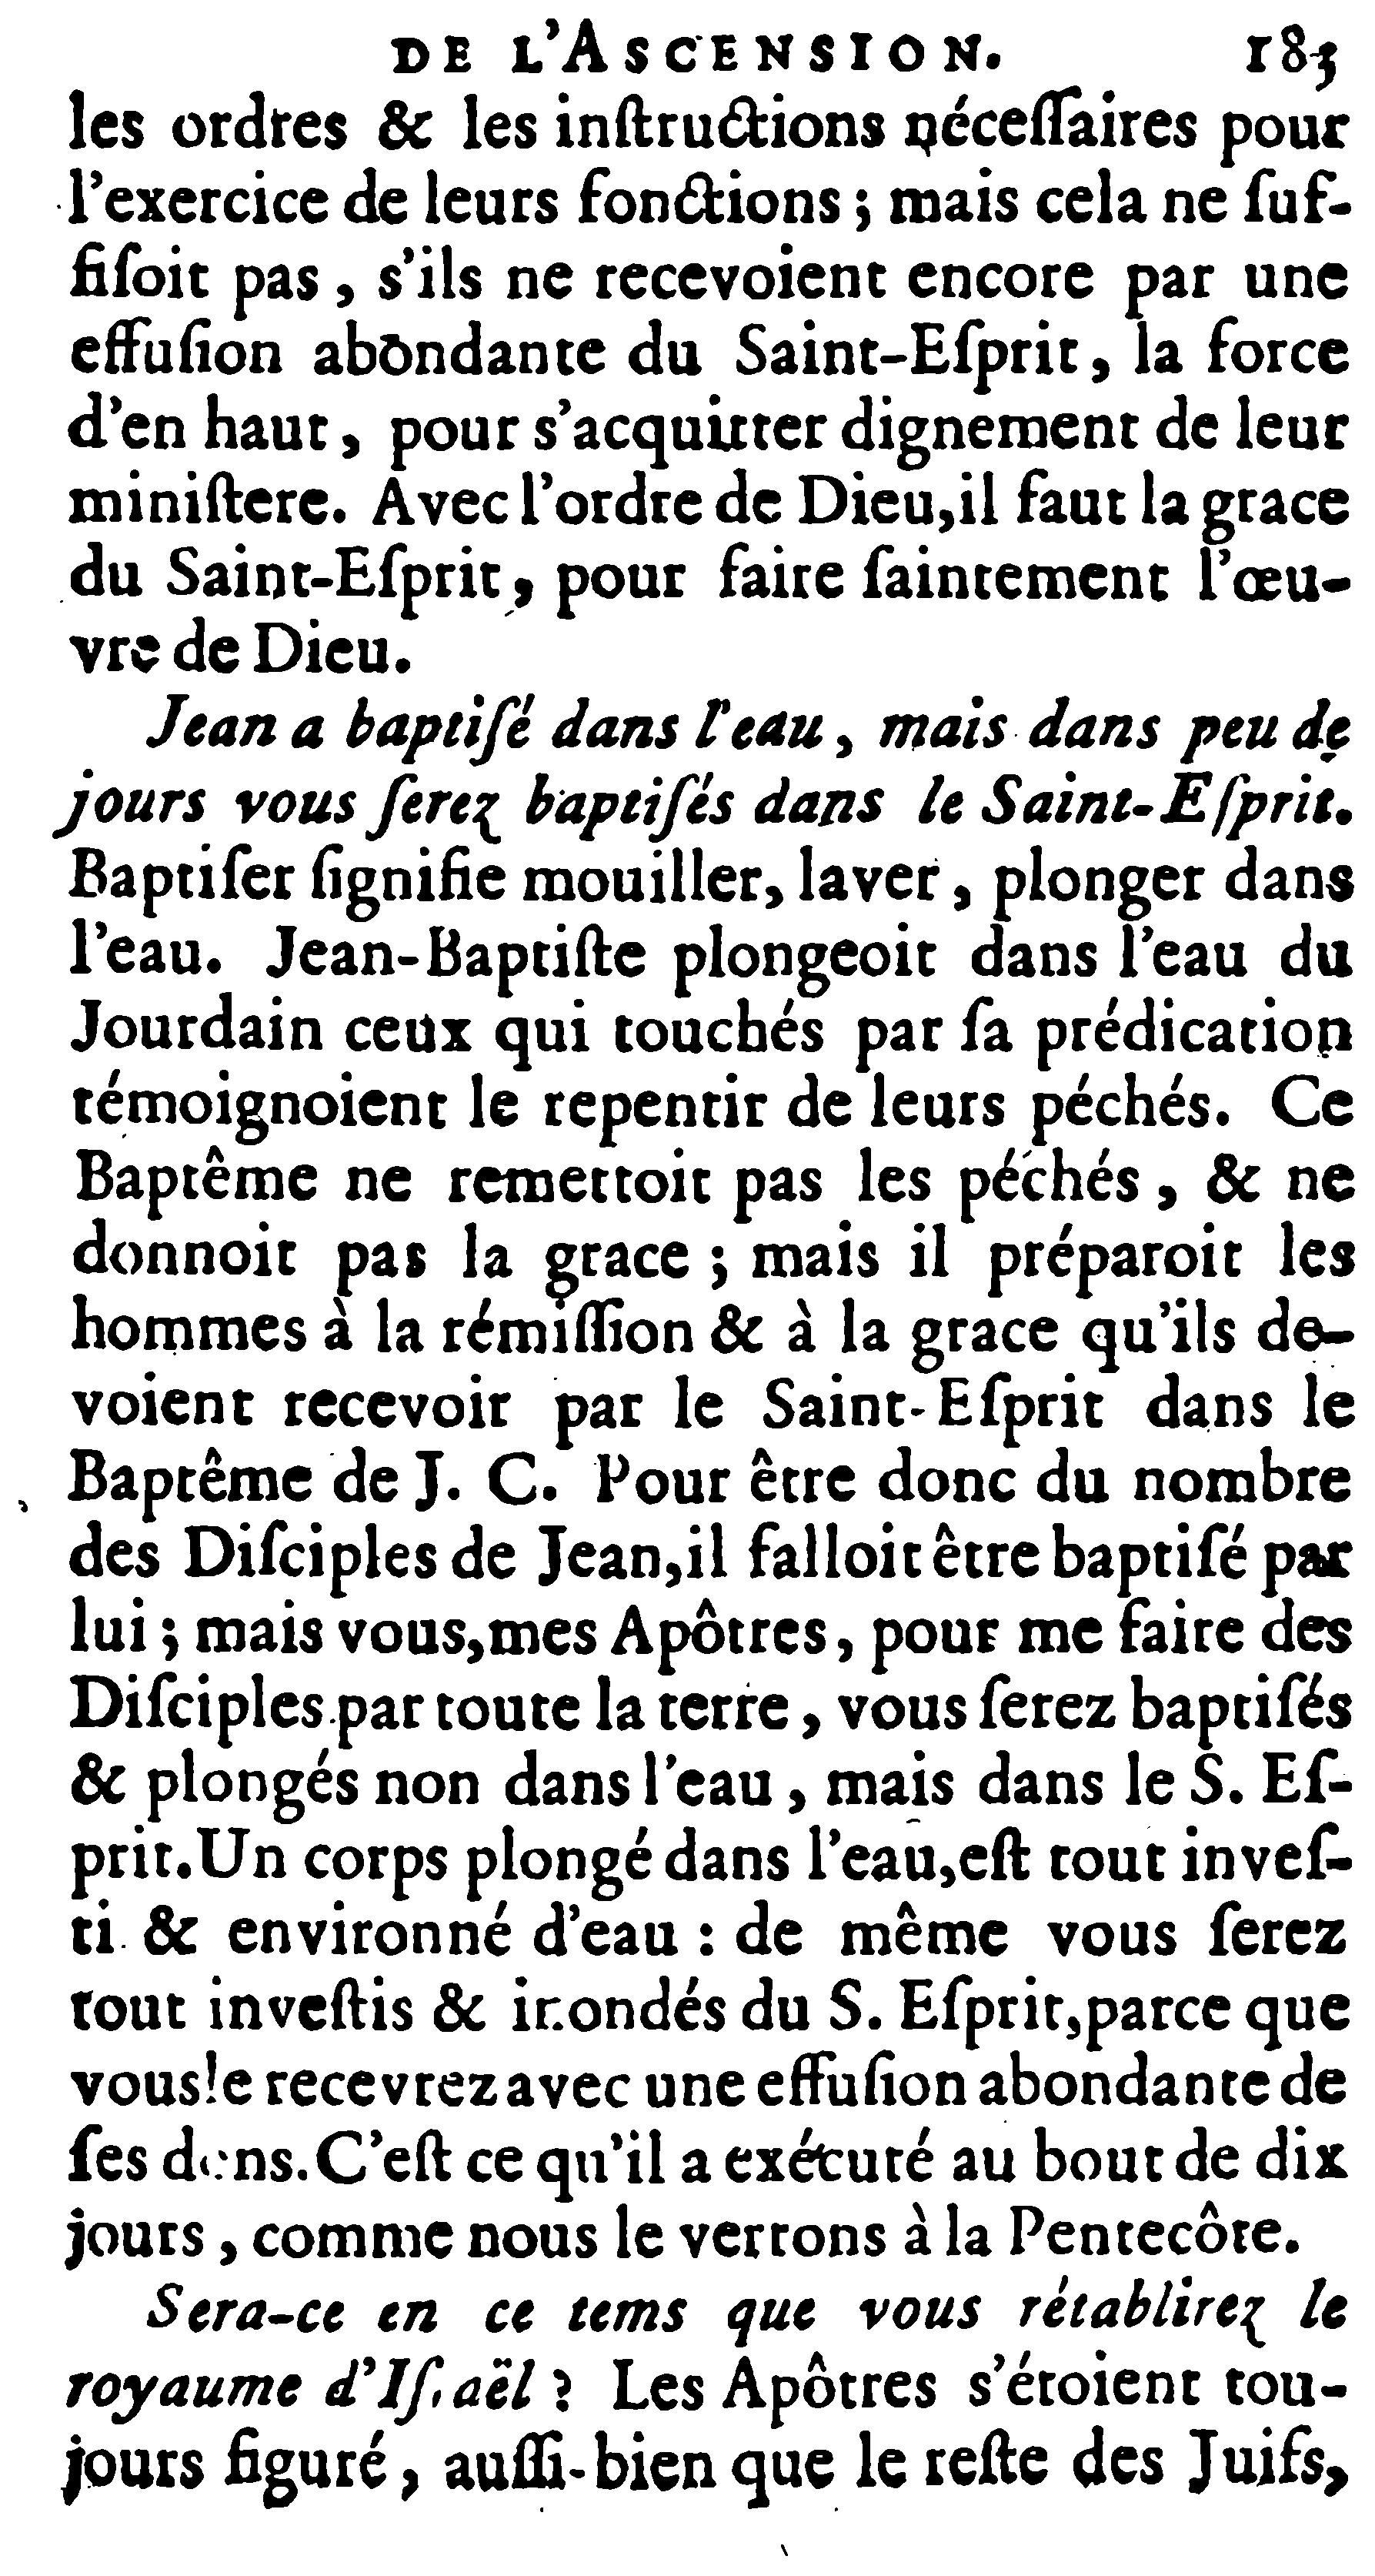 DE L'ASCENSION. 183
les ordres & les inſtructions néceſſaires pour
l'exercice de leurs fonctions ; mais cela ne ſuf-
fiſoit pas, s'ils ne recevoient encore par une
effuſion abondante du Saint-Eſprit, la force
d'en haut, pour s'acquitter dignement de leur
miniſtere. Avec l'ordre de Dieu, il faut la grace
du Saint-Eſprit, pour faire ſaintement l'œu-
vre de Dieu.
Jean a baptiſé dans l'eau, mais dans peu de
jours vous ſerez baptiſés dans le Saint-Eſprit.
Baptiſer ſignifie mouiller, laver, plonger dans
l'eau. Jean-Baptiſte plongeoit dans l'eau du
Jourdain ceux qui touchés par ſa prédication
témoignoient le repentir de leurs péchés. Ce
Baptême ne remettoit pas les péchés, & ne
donnoit pas la grace ; mais il préparoit les
hommes à la rémiſſion & à la grace qu'ils de-
voient recevoir par le Saint-Eſprit dans le
Baptême de J. C. Pour être donc du nombre
des Diſciples de Jean, il falloit être baptiſé par
lui ; mais vous, mes Apôtres, pour me faire des
Diſciples par toute la terre, vous ſerez baptiſés
& plongés non dans l'eau, mais dans le S. Eſ-
prit. Un corps plongé dans l'eau, eſt tout inveſ-
ti & environné d'eau : de même vous ſerez
tout inveſtis & inondés du S. Eſprit, parce que
vous le recevrez avec une effuſion abondante de
ſes dons. C'eſt ce qu'il a exécuté au bout de dix
jours, comme nous le verrons à la Pentecôte.
Sera-ce en ce tems que vous rétablirez le
royaume d'Iſraël ? Les Apôtres s'étoient tou-
jours figuré, auſſi-bien que le reſte des Juifs,